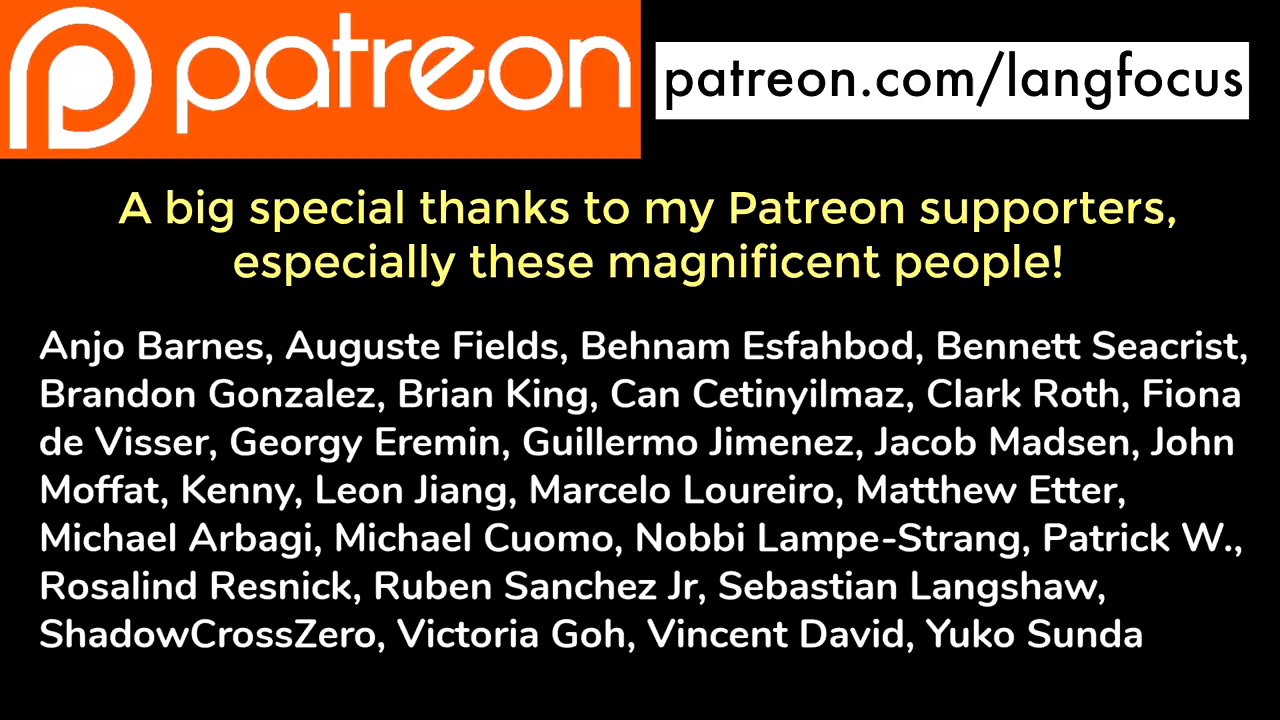 patreon
patreon.com/langfocus
A big special thanks to my Patreon supporters,
especially these magnificent people!
Anjo Barnes, Auguste Fields, Behnam Esfahbod, Bennett Seacrist,
Brandon Gonzalez, Brian King, Can Cetinyilmaz, Clark Roth, Fiona
de Visser, Georgy Eremin, Guillermo Jimenez, Jacob Madsen, John
Moffat, Kenny, Leon Jiang, Marcelo Loureiro, Matthew Etter,
Michael Arbagi, Michael Cuomo, Nobbi Lampe-Strang, Patrick W.,
Rosalind Resnick, Ruben Sanchez Jr, Sebastian Langshaw,
ShadowCrossZero, Victoria Goh, Vincent David, Yuko Sunda